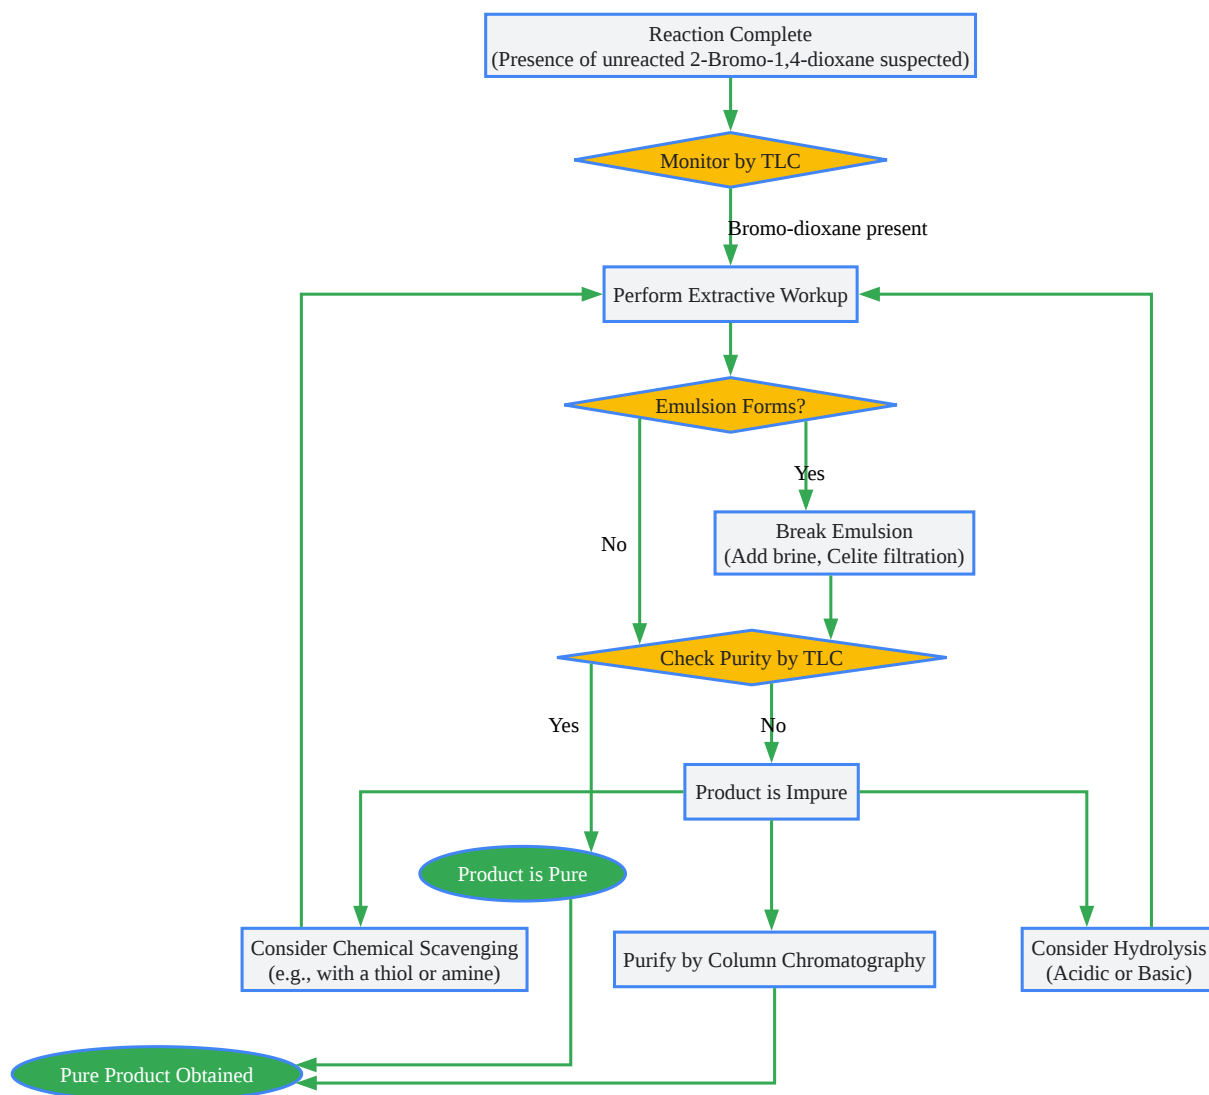 Reaction Complete
(Presence of unreacted 2-Bromo-1,4-dioxane suspected)
Monitor by TLC
Bromo-dioxane present
Perform Extractive Workup
Emulsion Forms?
Yes
No
Break Emulsion
(Add brine, Celite filtration)
Check Purity by TLC
Yes
No
Product is Impure
Product is Pure
Consider Chemical Scavenging
(e.g., with a thiol or amine)
Purify by Column Chromatography
Consider Hydrolysis
(Acidic or Basic)
Pure Product Obtained